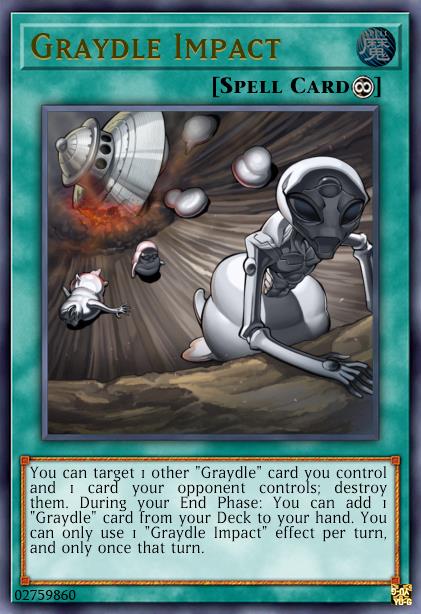 GRAYDLE IMPACT
SPELL
魔
[SPELL CARD]
You can target 1 other "Graydle" card you control
and 1 card your opponent controls; destroy
them. During your End Phase: You can add 1
"Graydle" card from your Deck to your hand. You
can only use 1 "Graydle Impact" effect per turn,
and only once that turn.
02759860